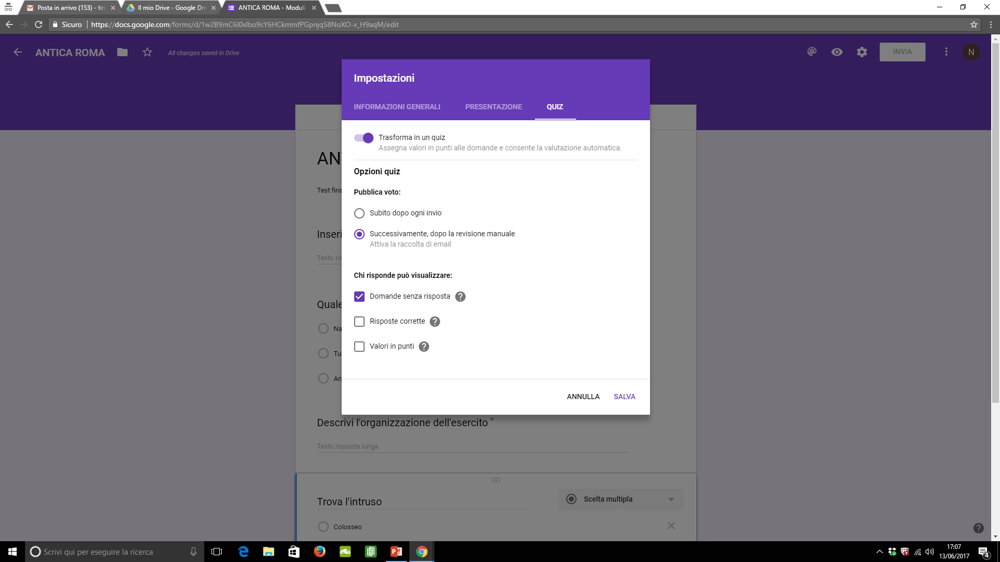 Posta in arrivo (153) - tin
Il mio Drive - Google Dri
ANTICA ROMA - Moduli
Sicuro
https://docs.google.com/forms/d/1w2B9mC6l0xlbo9cY6HCkmmfPGpnjq58NoXO-x_H9aqM/edit
ANTICA ROMA
All changes saved in Drive
INVIA
N
Impostazioni
INFORMAZIONI GENERALI
PRESENTAZIONE
QUIZ
Trasforma in un quiz
Assegna valori in punti alle domande e consente la valutazione automatica.
Opzioni quiz
Pubblica voto:
Subito dopo ogni invio
Successivamente, dopo la revisione manuale
Attiva la raccolta di email
Chi risponde può visualizzare:
Domande senza risposta ?
Risposte corrette ?
Valori in punti ?
ANNULLA
SALVA
AN
Test fina
Inseri
Testo ris
Quale
Na
Tu
An
Descrivi l'organizzazione dell'esercito *
Testo risposta lunga
Trova l'intruso
Scelta multipla
Colosseo
?
Scrivi qui per eseguire la ricerca
17:07
13/06/2017
4